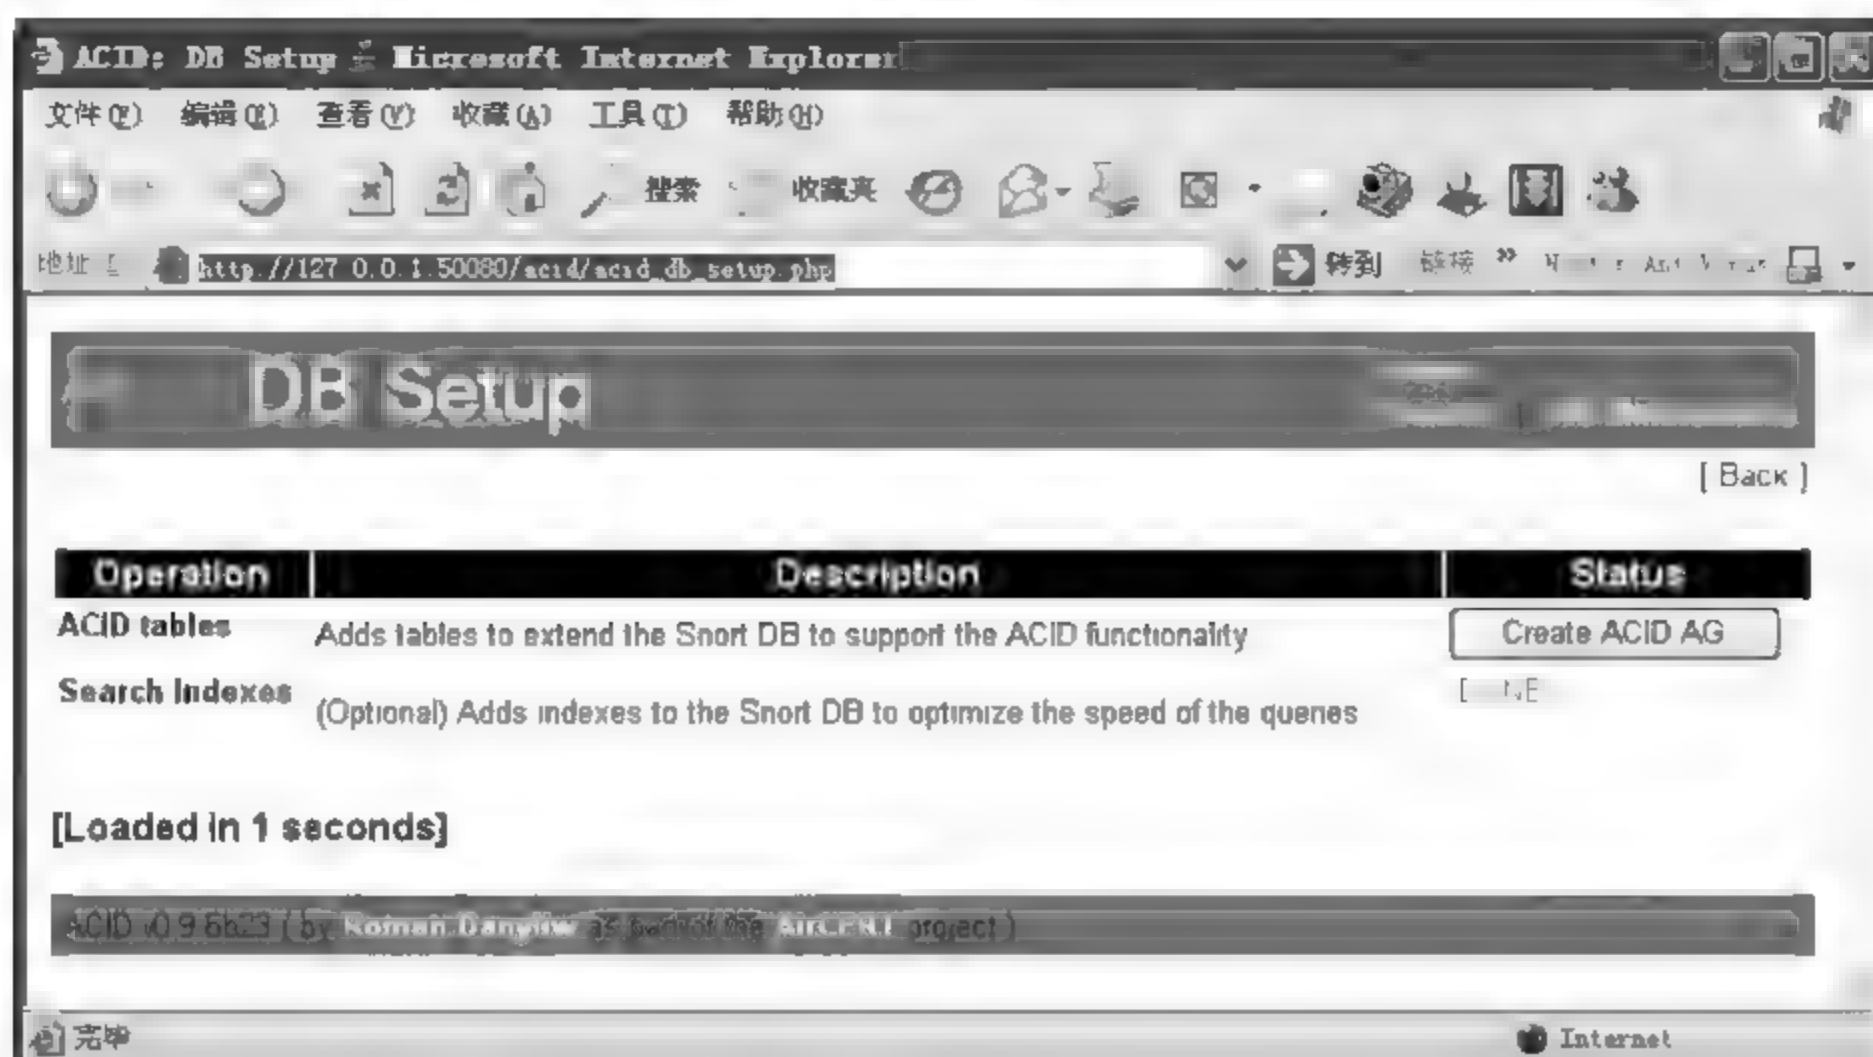 ACID: DB Setup - Microsoft Internet Explorer
文件(F) 编辑(E) 查看(V) 收藏(A) 工具(T) 帮助(H)
搜索 收藏夹
地址 http://127.0.0.1:50080/acid/acid_db_setup.php 转到 链接 »
DB Setup
[ Back ]
Operation Description Status
ACID tables Adds tables to extend the Snort DB to support the ACID functionality Create ACID AG
Search Indexes (Optional) Adds indexes to the Snort DB to optimize the speed of the queries
[Loaded in 1 seconds]
ACID v0.9.6b23 ( by Roman Danyliw as part of the AirCERT project )
完毕 Internet